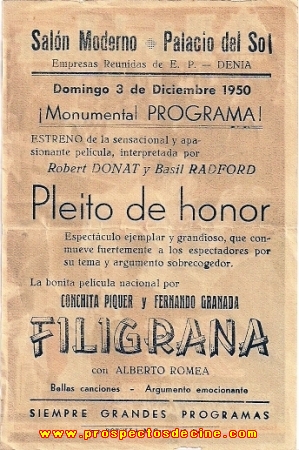 Salón Moderno - Palacio del Sol
Empresas Reunidas de E. P. — DENIA
Domingo 3 de Diciembre 1950
¡Monumental PROGRAMA!
ESTRENO de la sensacional y apa-
sionante película, interpretada por
Robert DONAT y Basil RADFORD
Pleito de honor
Espectáculo ejemplar y grandioso, que con-
mueve fuertemente a los espectadores por
su tema y argumento sobrecogedor.
La bonita película nacional por
CONCHITA PIQUER y FERNANDO GRANADA
FILIGRANA
con ALBERTO ROMEA
Bellas canciones - Argumento emocionante
SIEMPRE GRANDES PROGRAMAS
www.prospectosdecine.com